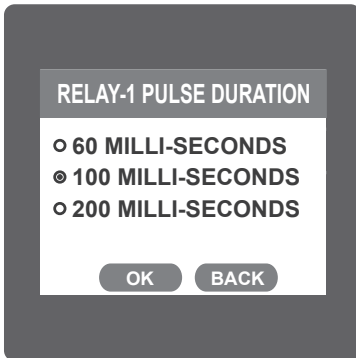 RELAY-1 PULSE DURATION
60 MILLI-SECONDS
100 MILLI-SECONDS
200 MILLI-SECONDS
OK BACK